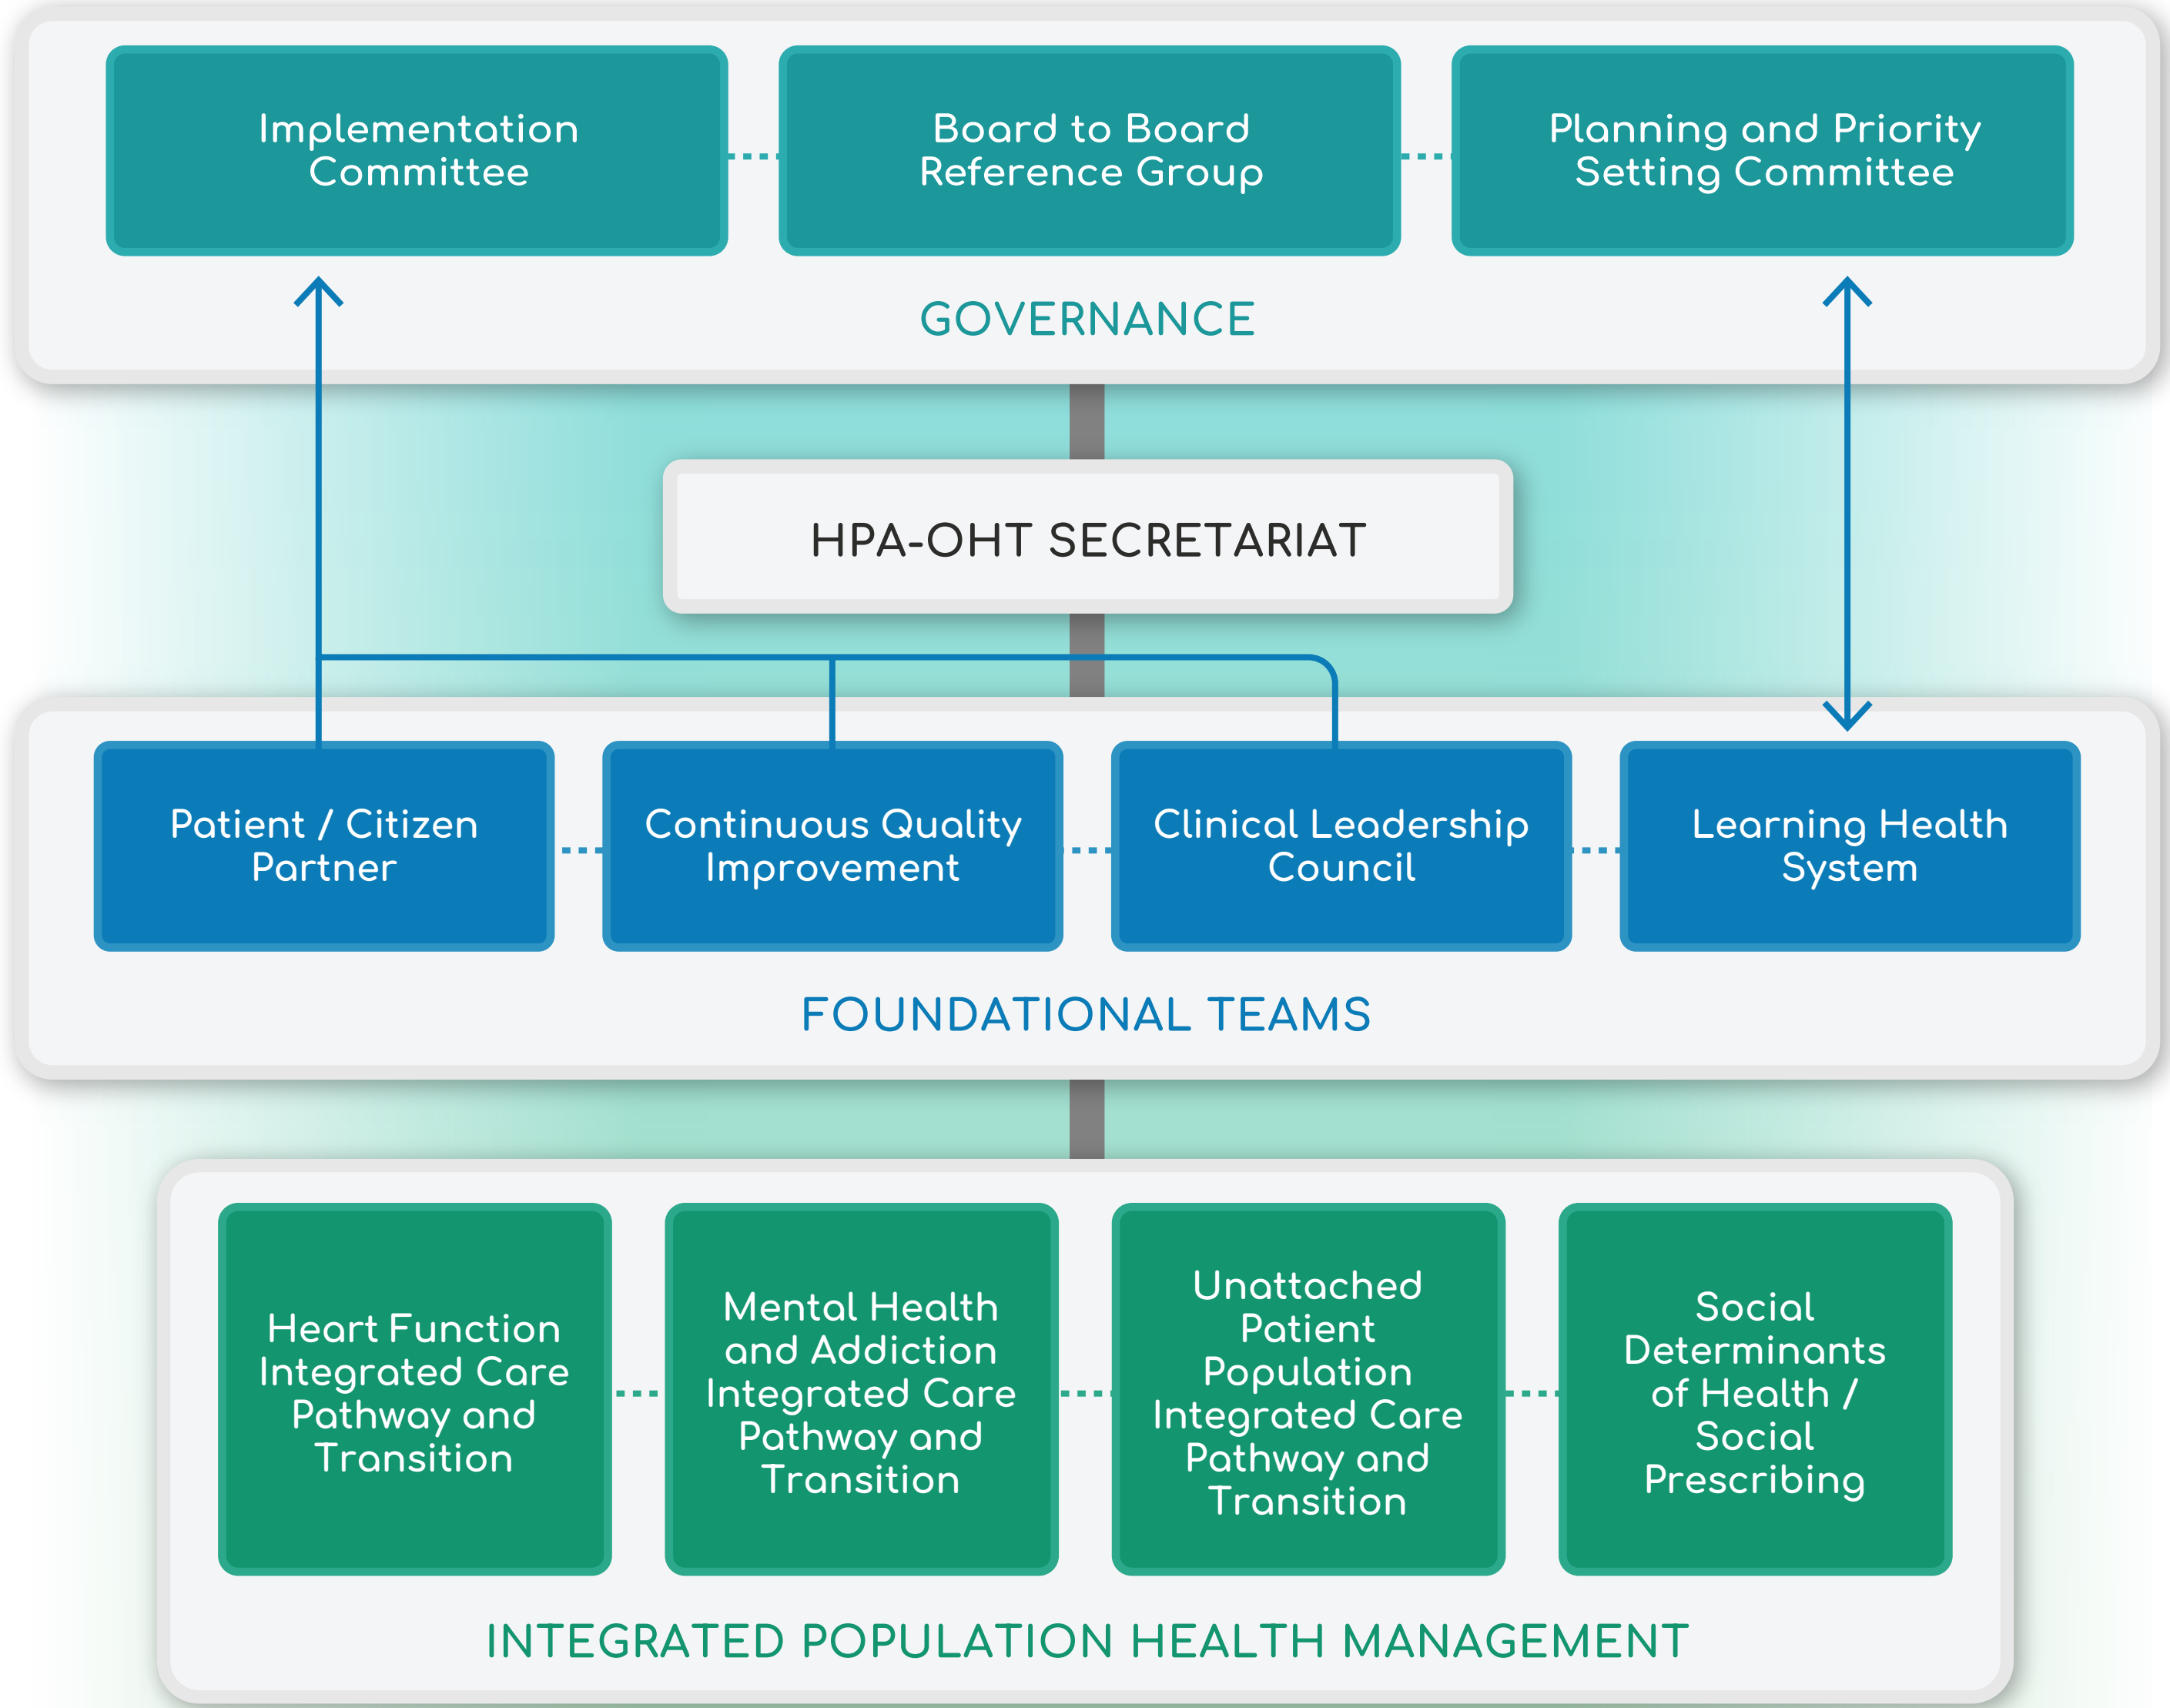 Implementation
Committee
Board to Board
Reference Group
Planning and Priority
Setting Committee
GOVERNANCE
HPA-OHT SECRETARIAT
Patient / Citizen
Partner
Continuous Quality
Improvement
Clinical Leadership
Council
Learning Health
System
FOUNDATIONAL TEAMS
Heart Function
Integrated Care
Pathway and
Transition
Mental Health
and Addiction
Integrated Care
Pathway and
Transition
Unattached
Patient
Population
Integrated Care
Pathway and
Transition
Social
Determinants
of Health /
Social
Prescribing
INTEGRATED POPULATION HEALTH MANAGEMENT